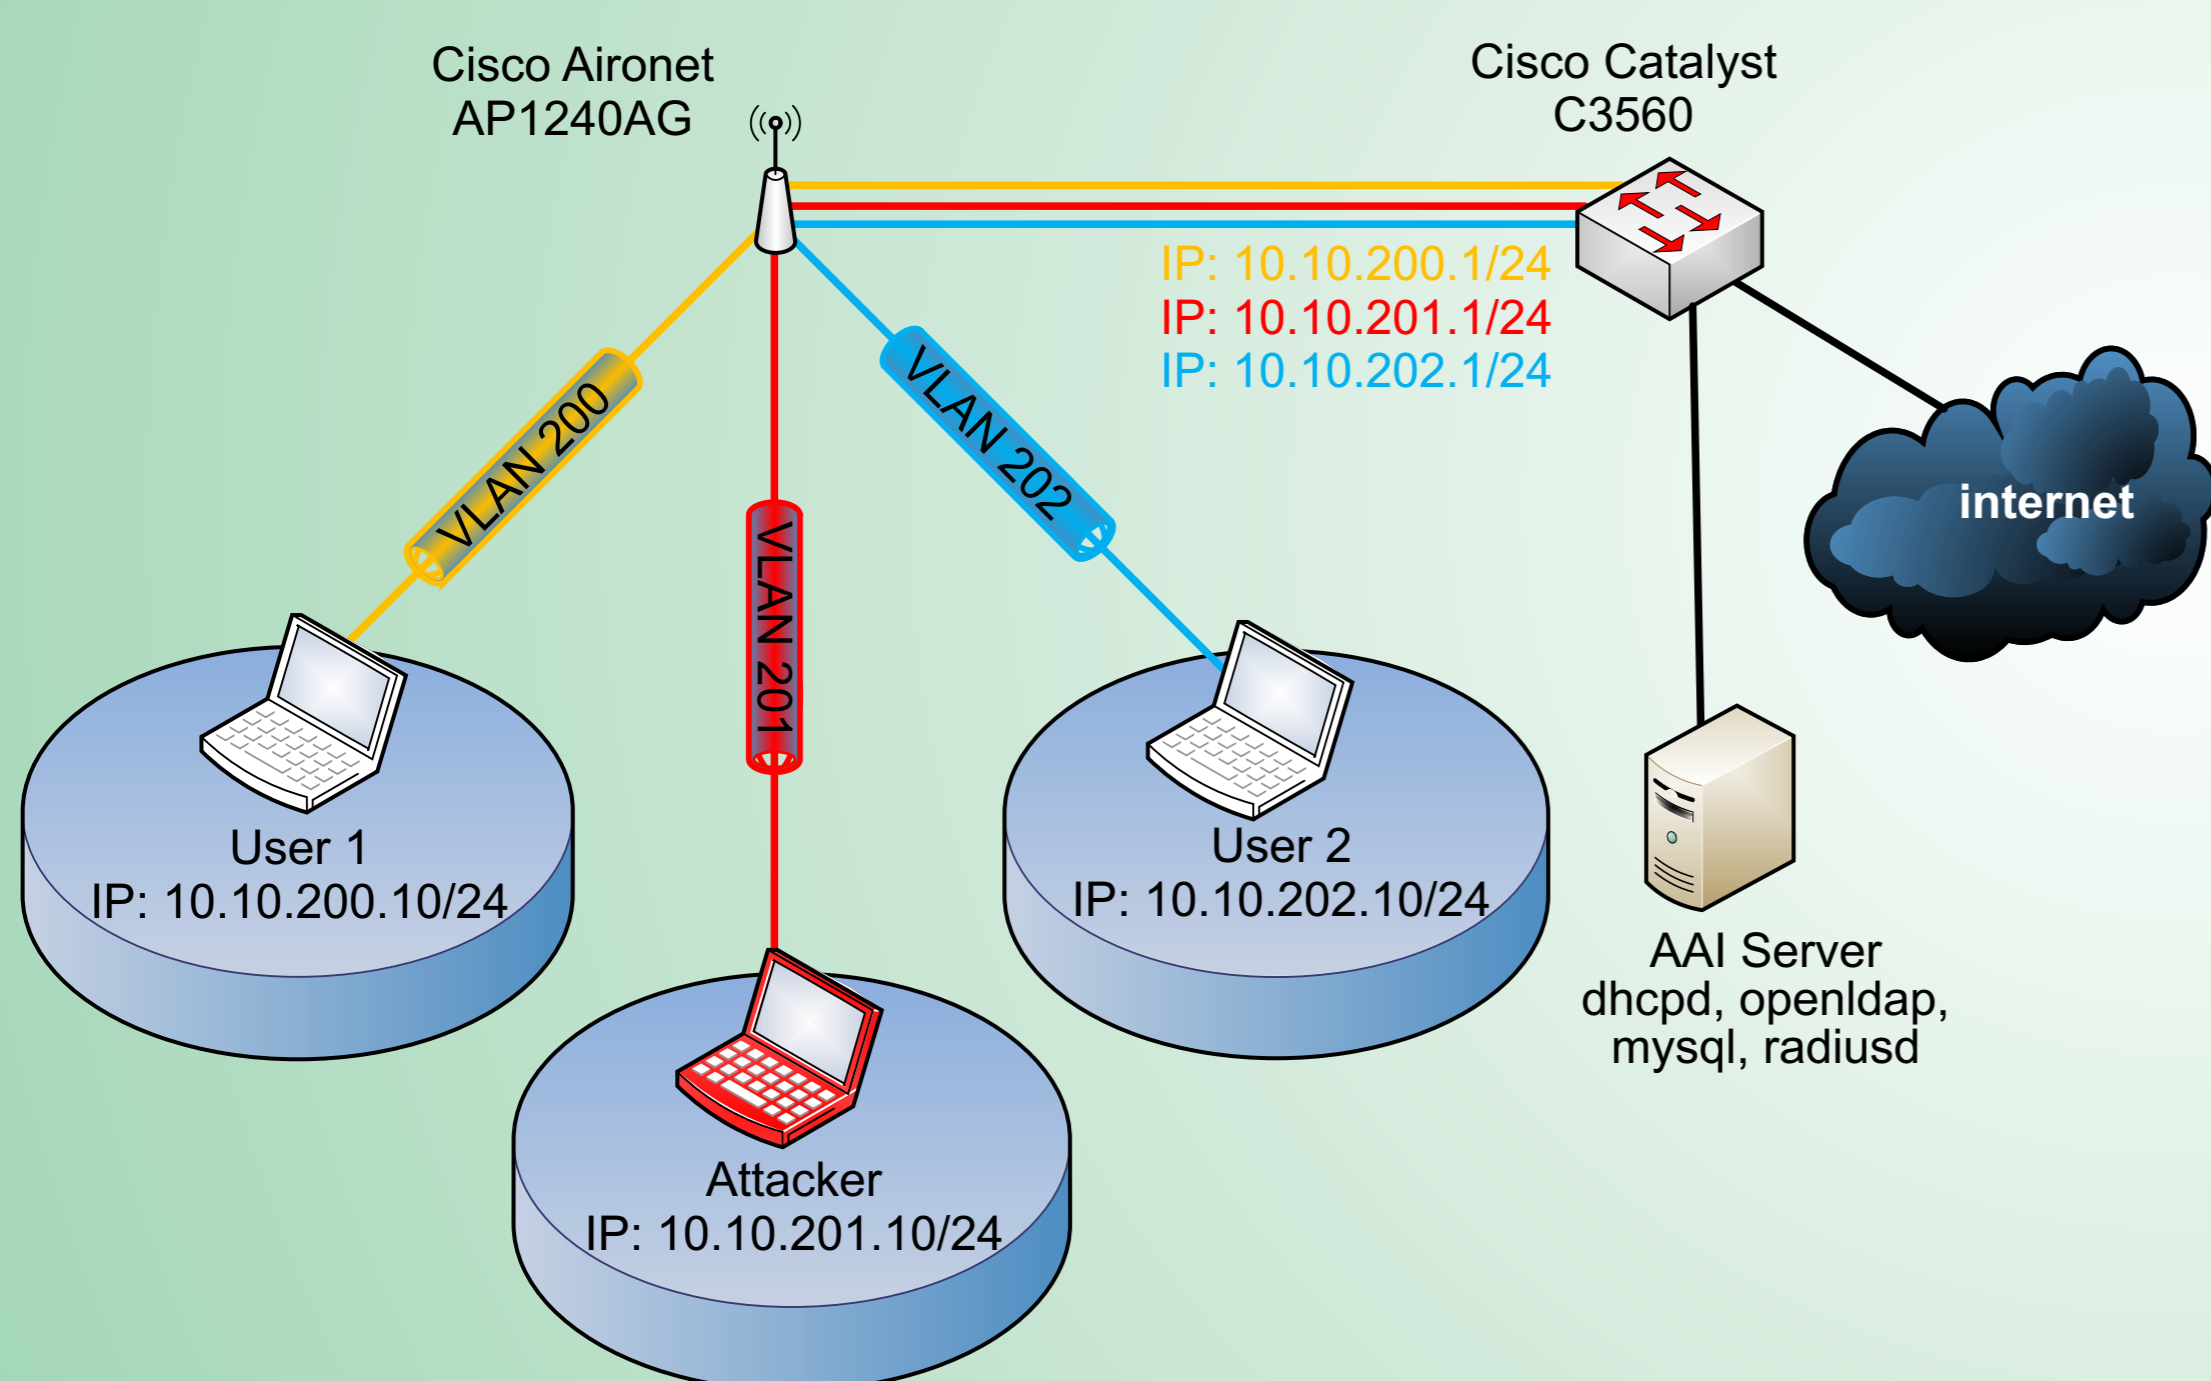 Cisco Aironet
AP1240AG
Cisco Catalyst
C3560
IP: 10.10.200.1/24
IP: 10.10.201.1/24
IP: 10.10.202.1/24
VLAN 200
VLAN 201
VLAN 202
internet
User 1
IP: 10.10.200.10/24
User 2
IP: 10.10.202.10/24
Attacker
IP: 10.10.201.10/24
AAI Server
dhcpd, openldap,
mysql, radiusd